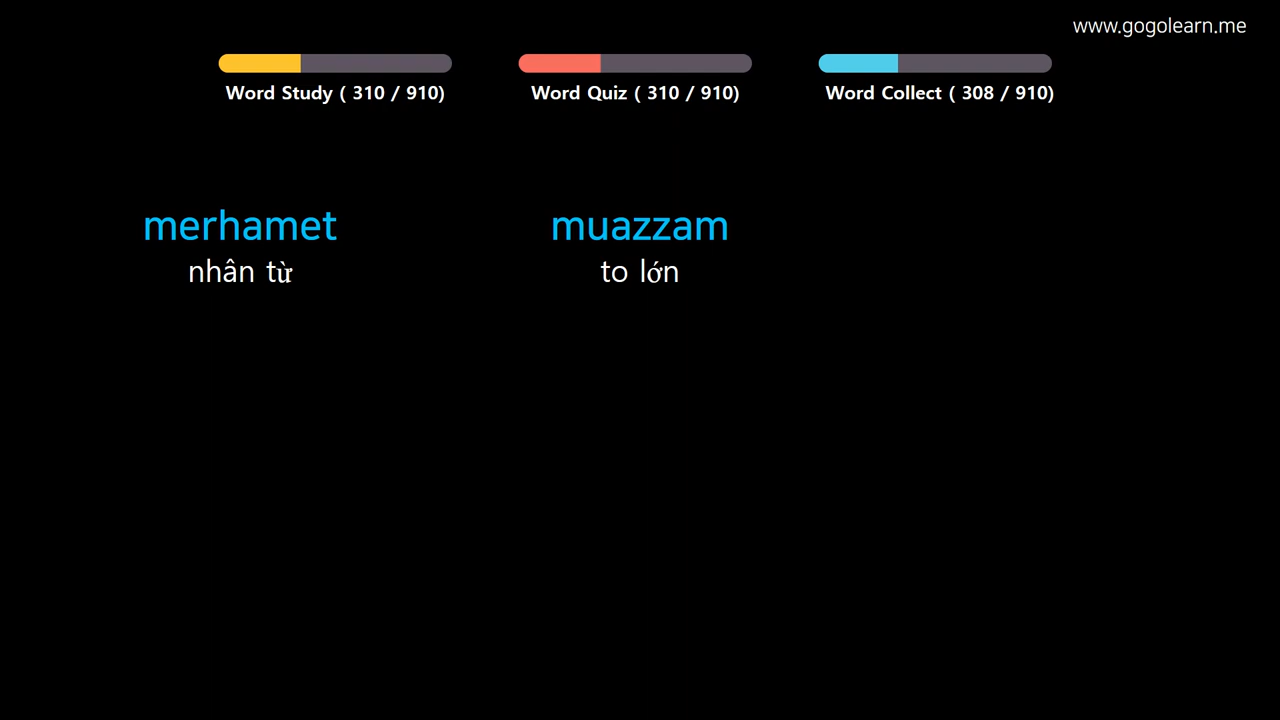 www.gogolearn.me
Word Study ( 310 / 910)
Word Quiz ( 310 / 910)
Word Collect ( 308 / 910)
merhamet
nhân từ
muazzam
to lớn